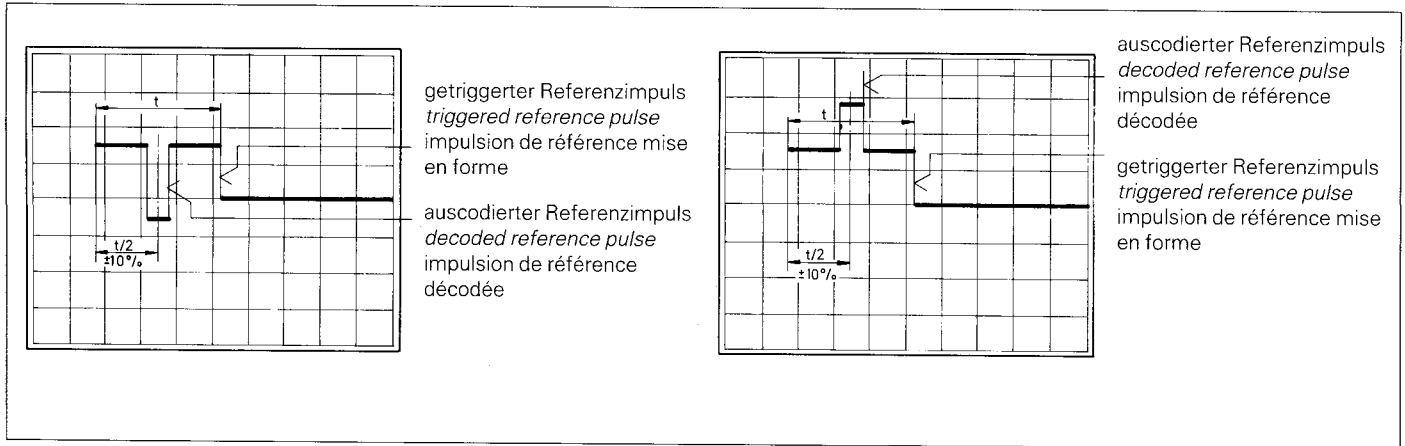 t
t/2
±10%
getriggerter Referenzimpuls
triggered reference pulse
impulsion de référence mise
en forme
auscodierter Referenzimpuls
decoded reference pulse
impulsion de référence
décodée
t
t/2
±10%
auscodierter Referenzimpuls
decoded reference pulse
impulsion de référence
décodée
getriggerter Referenzimpuls
triggered reference pulse
impulsion de référence mise
en forme